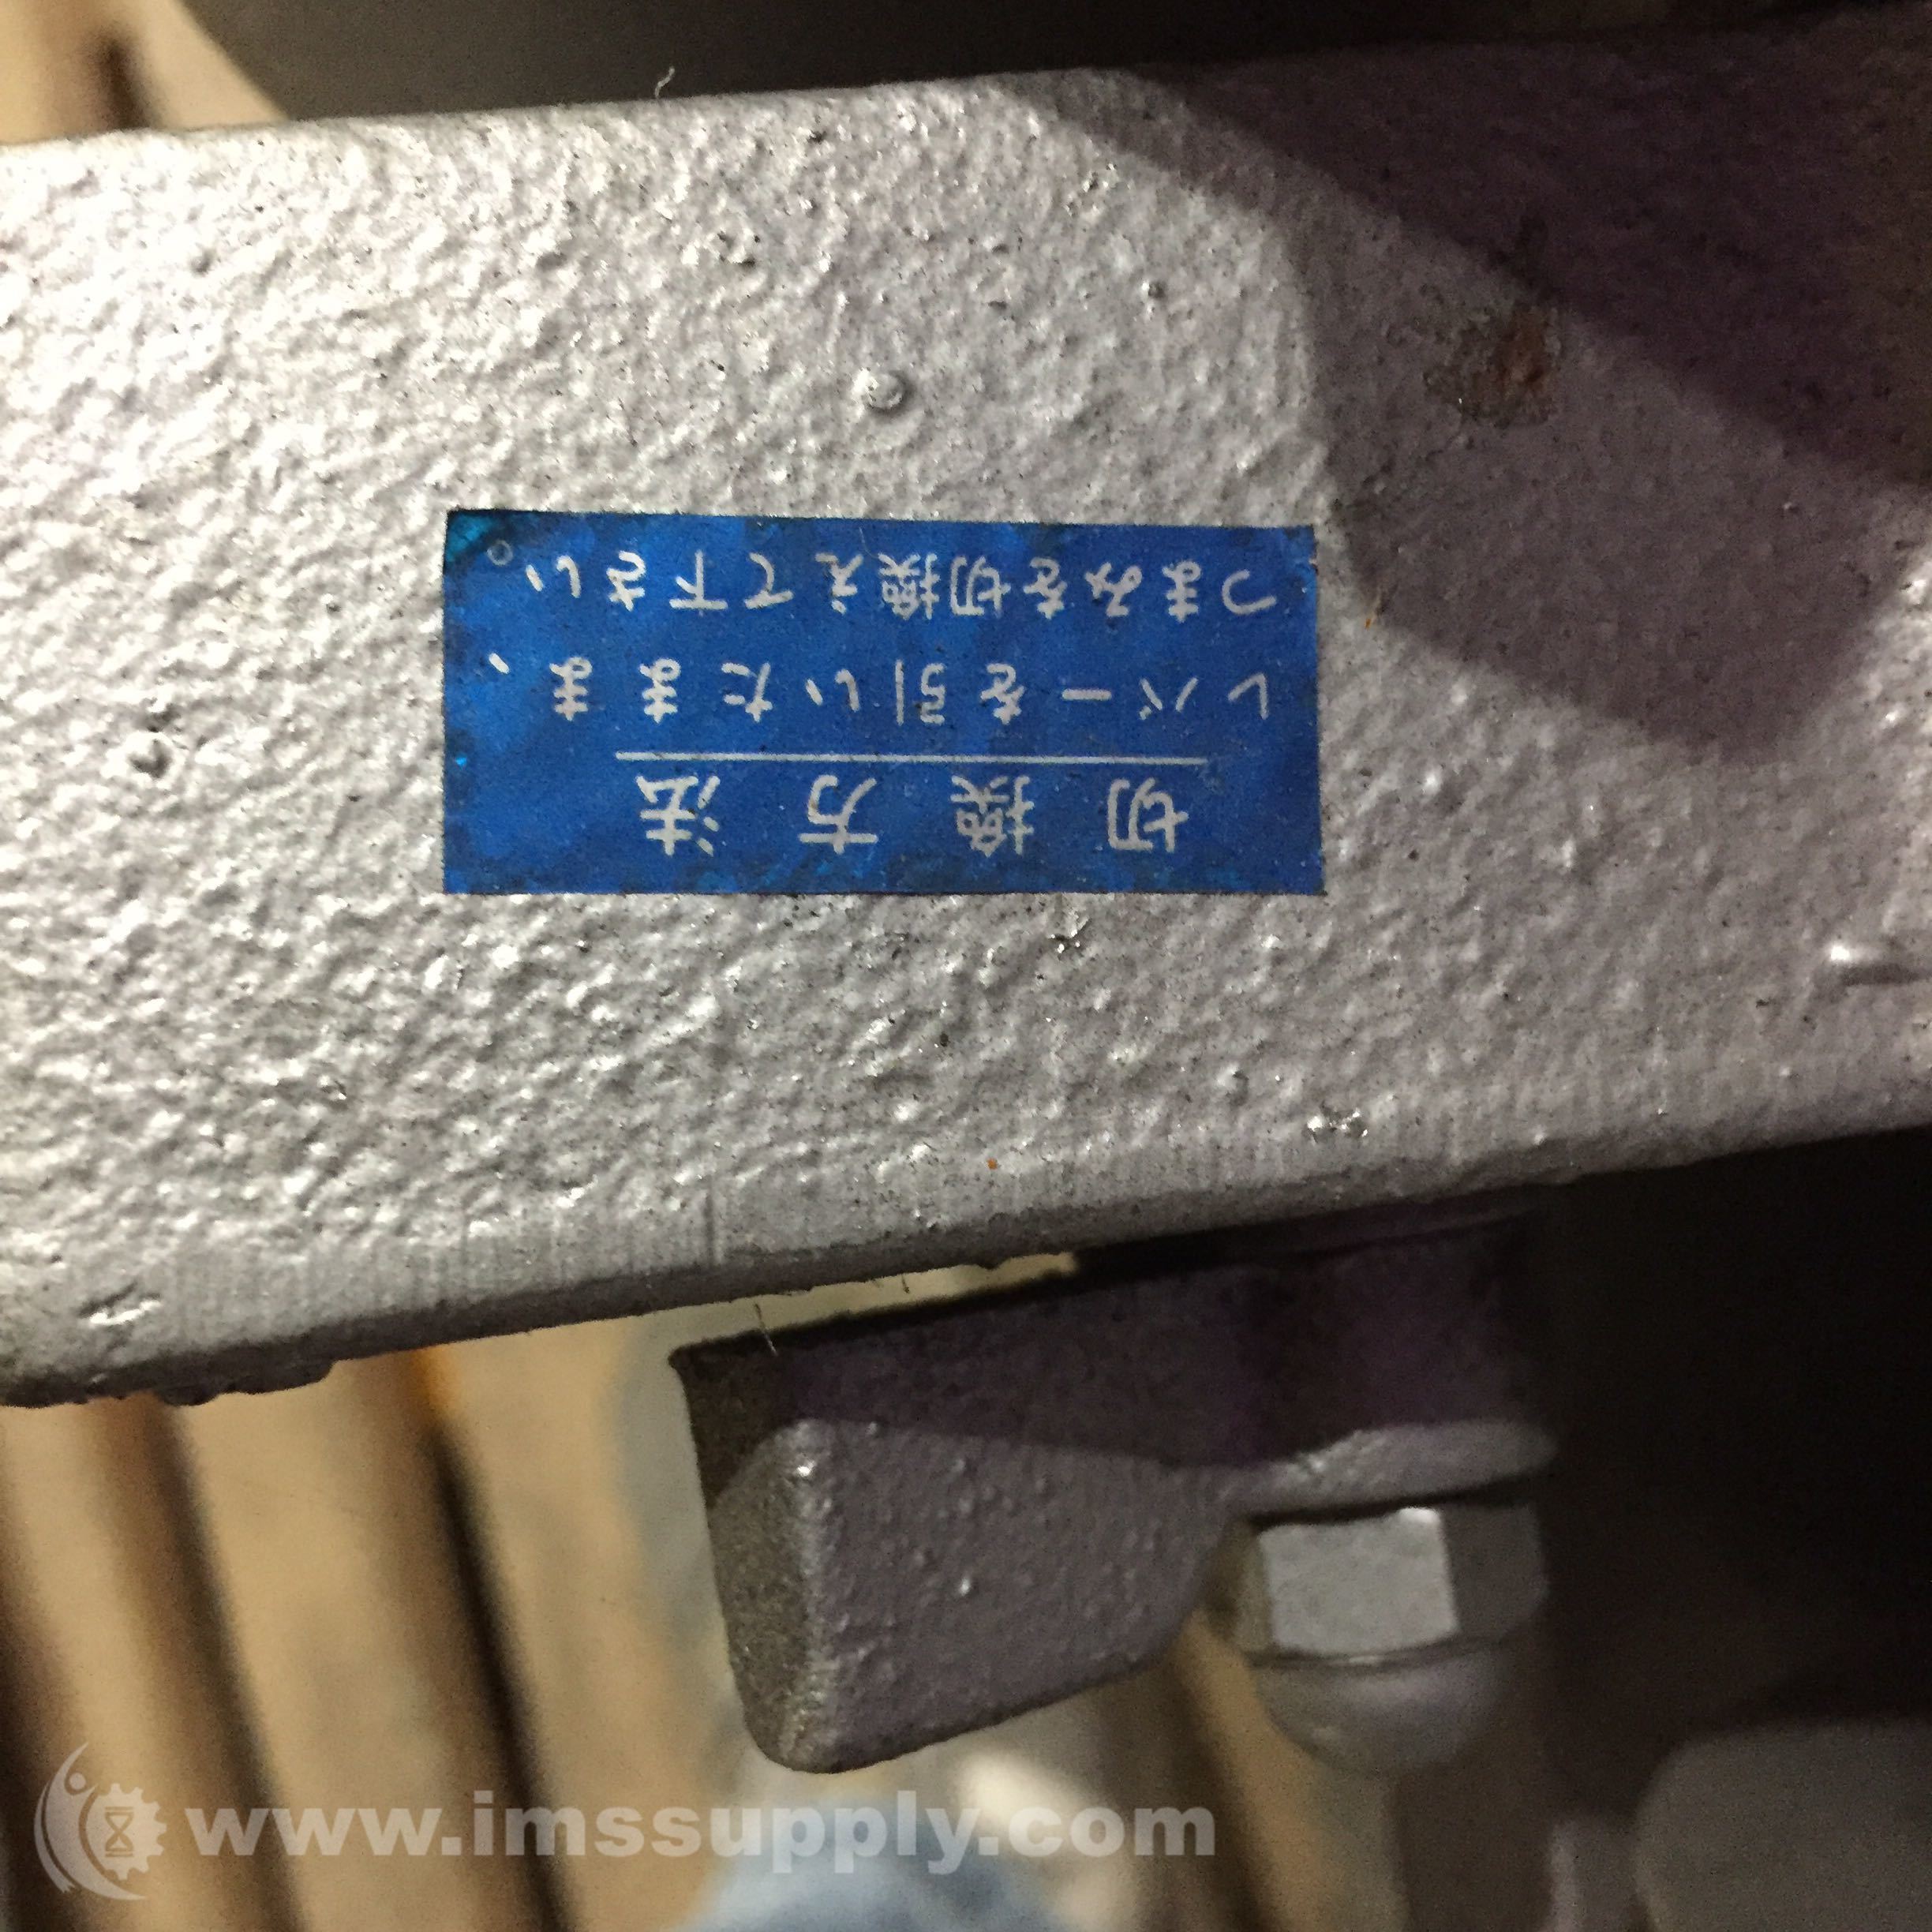 切換方法
レバーを引いたまま、
つまみを切換えて下さい。
www.imssupply.com